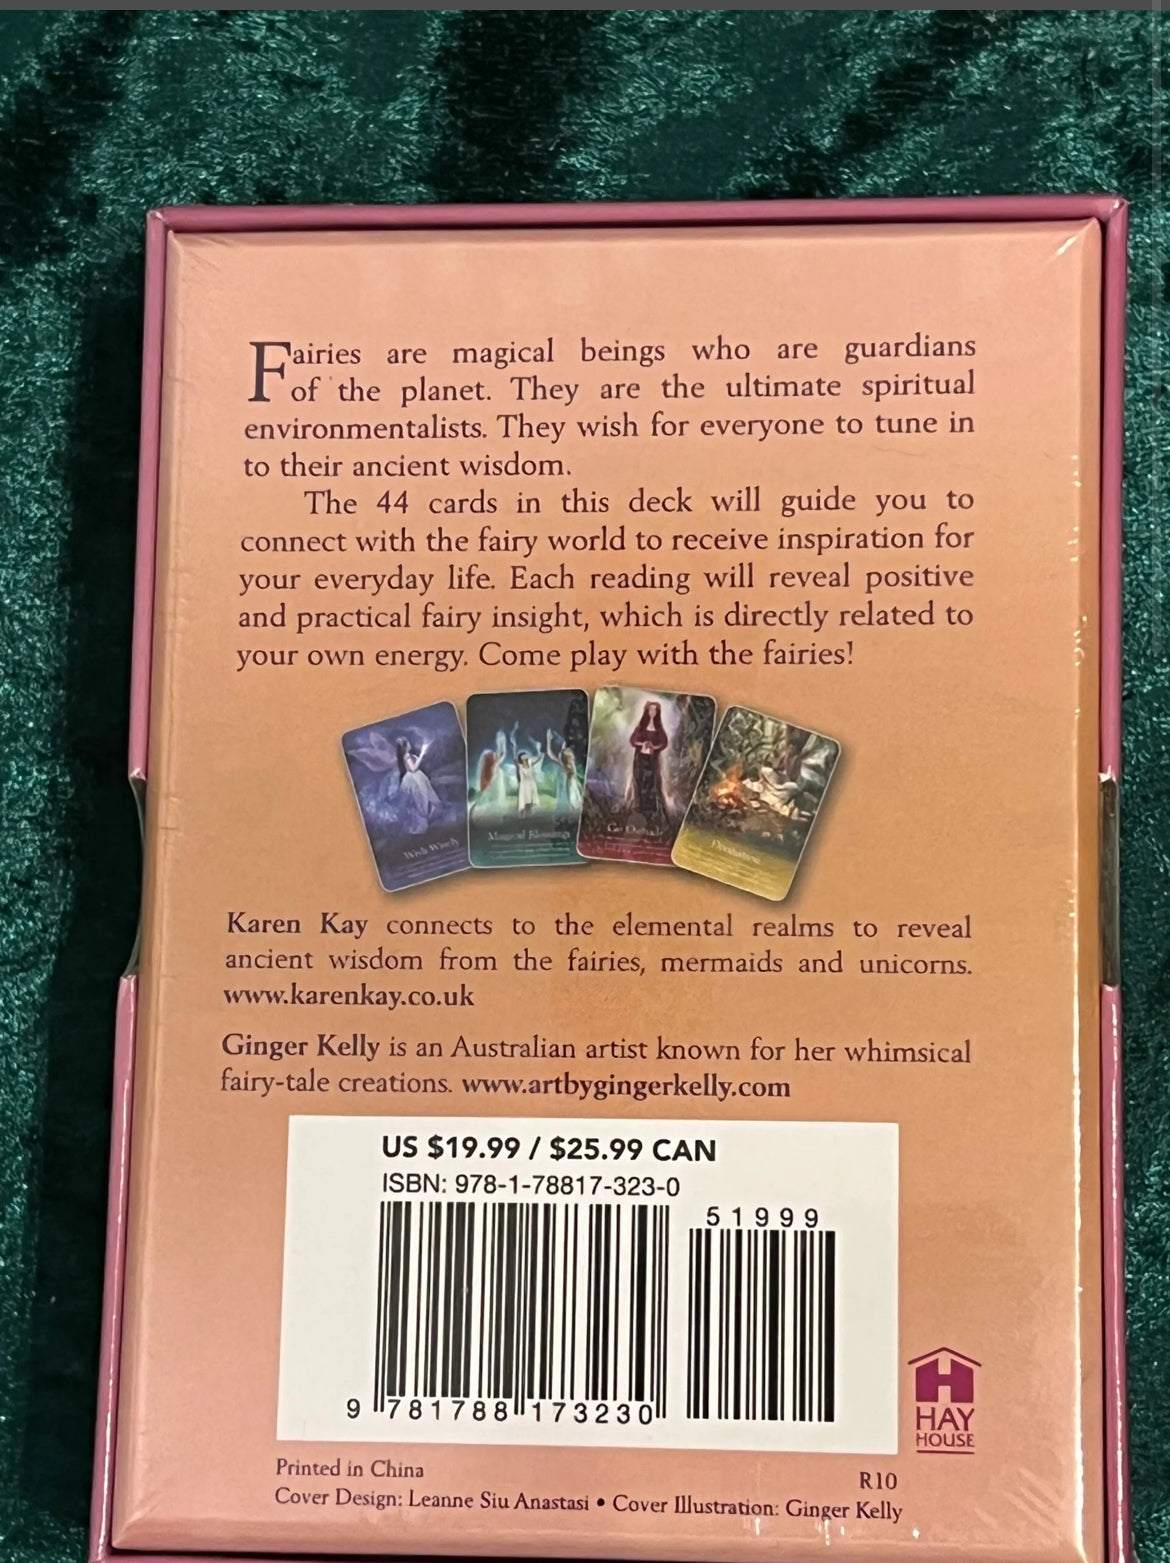 Fairies are magical beings who are guardians
of the planet. They are the ultimate spiritual
environmentalists. They wish for everyone to tune in
to their ancient wisdom.
The 44 cards in this deck will guide you to
connect with the fairy world to receive inspiration for
your everyday life. Each reading will reveal positive
and practical fairy insight, which is directly related to
your own energy. Come play with the fairies!
Wish Wisely
Magical Blessings
Go Outside
Karen Kay connects to the elemental realms to reveal
ancient wisdom from the fairies, mermaids and unicorns.
www.karenkay.co.uk
Ginger Kelly is an Australian artist known for her whimsical
fairy-tale creations. www.artbygingerkelly.com
US $19.99 / $25.99 CAN
ISBN: 978-1-78817-323-0
51999
9 781788 173230
HAY
HOUSE
Printed in China
R10
Cover Design: Leanne Siu Anastasi • Cover Illustration: Ginger Kelly